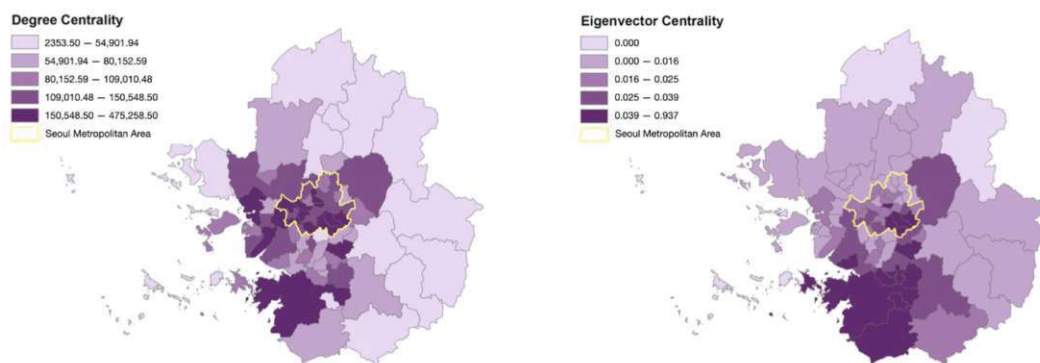 Degree Centrality
2353.50 — 54,901.94
54,901.94 — 80,152.59
80,152.59 — 109,010.48
109,010.48 — 150,548.50
150,548.50 — 475,258.50
Seoul Metropolitan Area
Eigenvector Centrality
0.000
0.000 — 0.016
0.016 — 0.025
0.025 — 0.039
0.039 — 0.937
Seoul Metropolitan Area